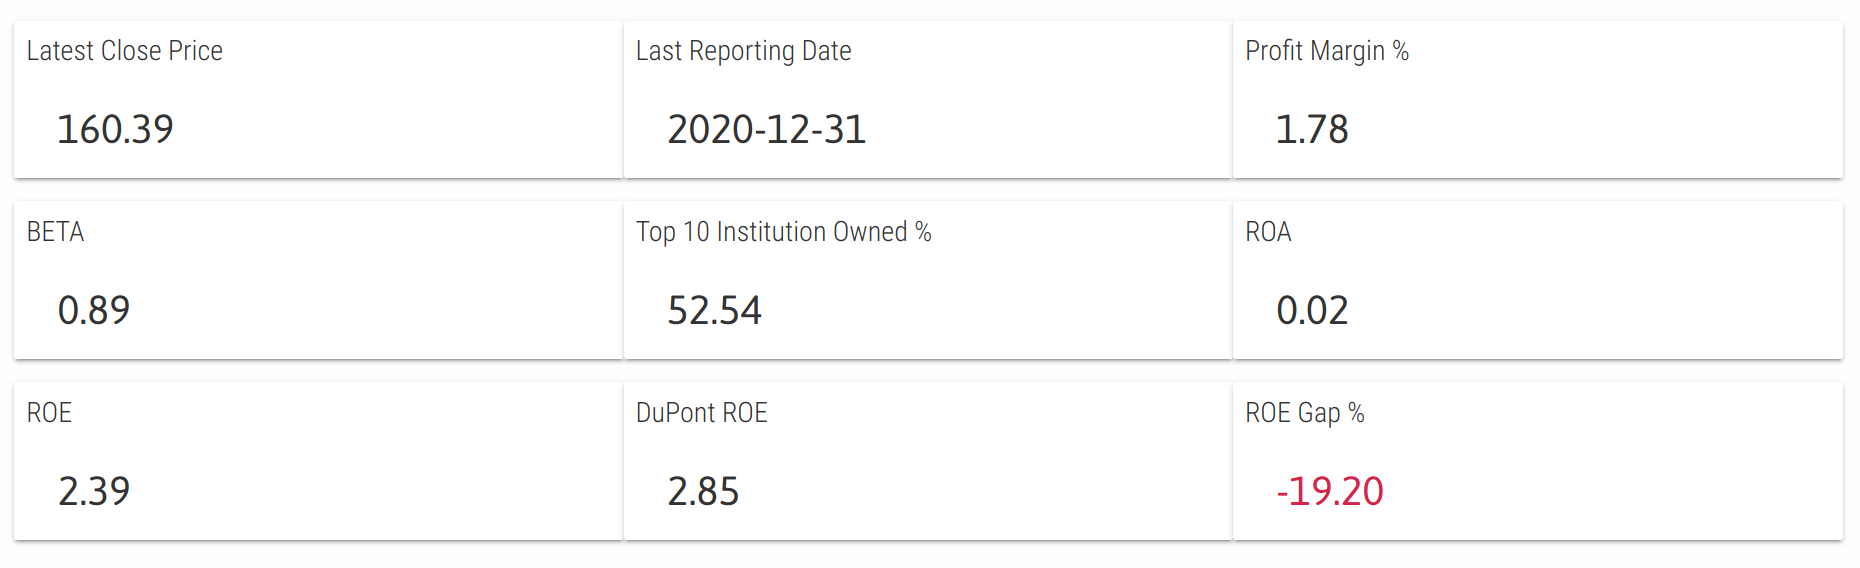 Latest Close Price
160.39
Last Reporting Date
2020-12-31
Profit Margin %
1.78
BETA
0.89
Top 10 Institution Owned %
52.54
ROA
0.02
ROE
2.39
DuPont ROE
2.85
ROE Gap %
-19.20